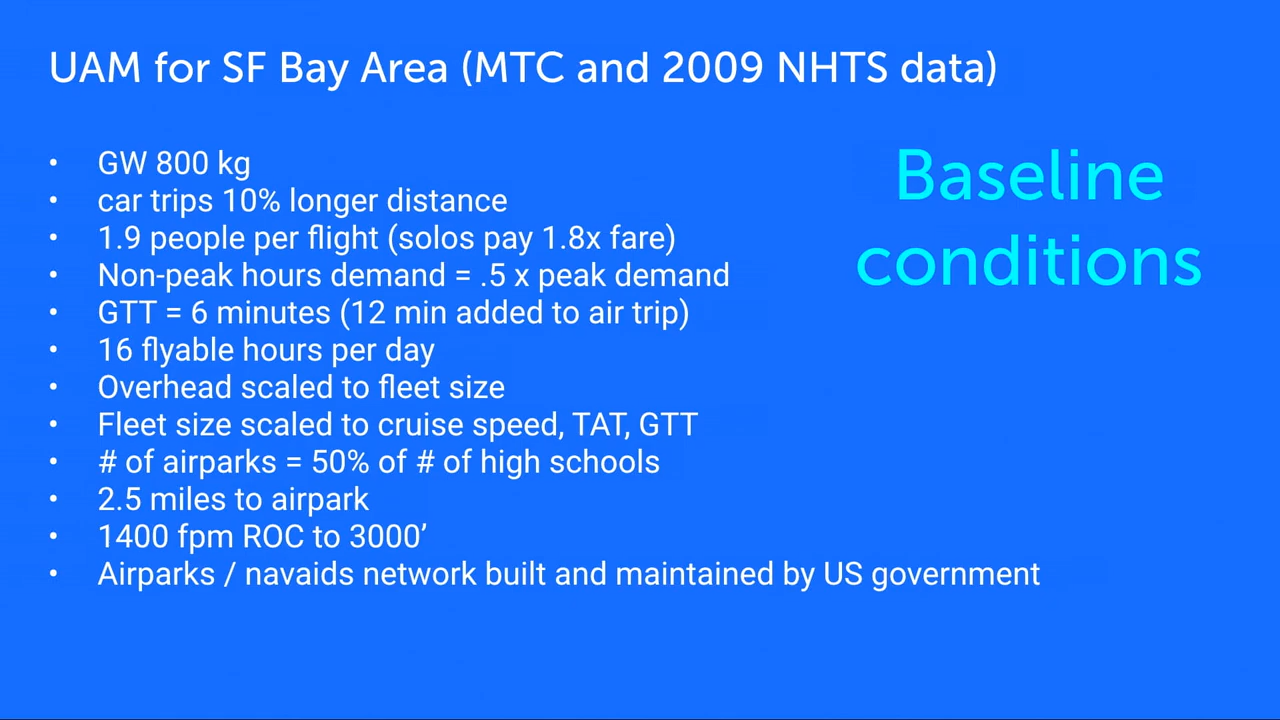 UAM for SF Bay Area (MTC and 2009 NHTS data)
Baseline
conditions
• GW 800 kg
• car trips 10% longer distance
• 1.9 people per flight (solos pay 1.8x fare)
• Non-peak hours demand = .5 x peak demand
• GTT = 6 minutes (12 min added to air trip)
• 16 flyable hours per day
• Overhead scaled to fleet size
• Fleet size scaled to cruise speed, TAT, GTT
• # of airparks = 50% of # of high schools
• 2.5 miles to airpark
• 1400 fpm ROC to 3000’
• Airparks / navaids network built and maintained by US government